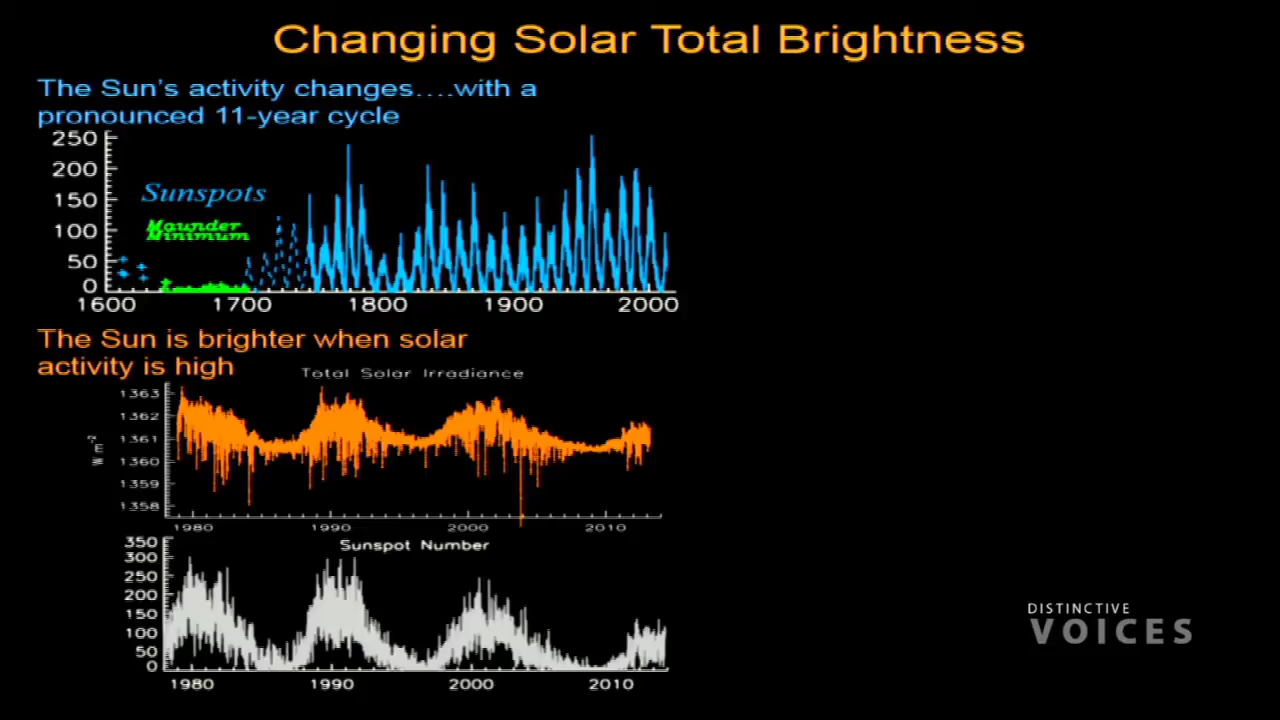 Changing Solar Total Brightness
The Sun's activity changes....with a
pronounced 11-year cycle
250
200
150
100
50
0
Sunspots
Maunder
Minimum
1600 1700 1800 1900 2000
The Sun is brighter when solar
activity is high
Total Solar Irradiance
1363
1362
1361
1360
1359
1358
W m-2
1980 1990 2000 2010
Sunspot Number
350
300
250
200
150
100
50
0
1980 1990 2000 2010
DISTINCTIVE
VOICES